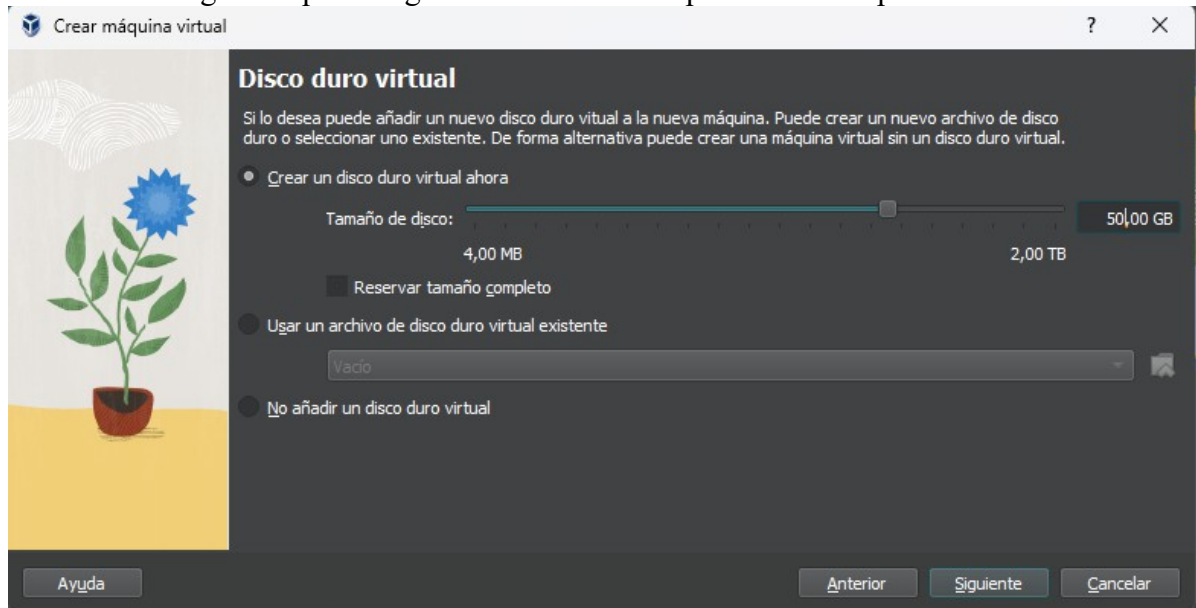 Crear máquina virtual
Disco duro virtual
Si lo desea puede añadir un nuevo disco duro vitual a la nueva máquina. Puede crear un nuevo archivo de disco
duro o seleccionar uno existente. De forma alternativa puede crear una máquina virtual sin un disco duro virtual.
Crear un disco duro virtual ahora
Tamaño de disco: 50,00 GB
4,00 MB 2,00 TB
Reservar tamaño completo
Usar un archivo de disco duro virtual existente
Vacío
No añadir un disco duro virtual
Ayuda Anterior Siguiente Cancelar